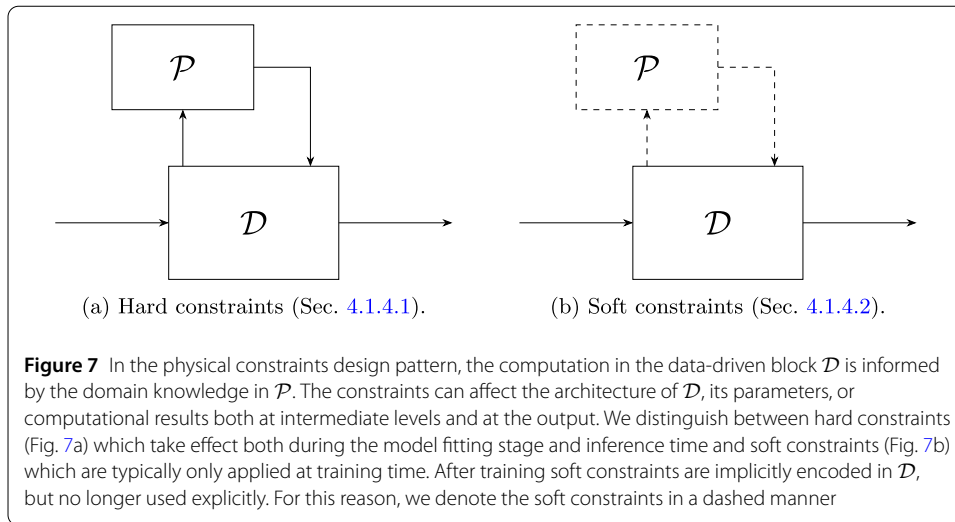 𝒫
𝒫
𝒟
𝒟
(a) Hard constraints (Sec. 4.1.4.1).
(b) Soft constraints (Sec. 4.1.4.2).
Figure 7 In the physical constraints design pattern, the computation in the data-driven block 𝒟 is informed
by the domain knowledge in 𝒫. The constraints can affect the architecture of 𝒟, its parameters, or
computational results both at intermediate levels and at the output. We distinguish between hard constraints
(Fig. 7a) which take effect both during the model fitting stage and inference time and soft constraints (Fig. 7b)
which are typically only applied at training time. After training soft constraints are implicitly encoded in 𝒟,
but no longer used explicitly. For this reason, we denote the soft constraints in a dashed manner